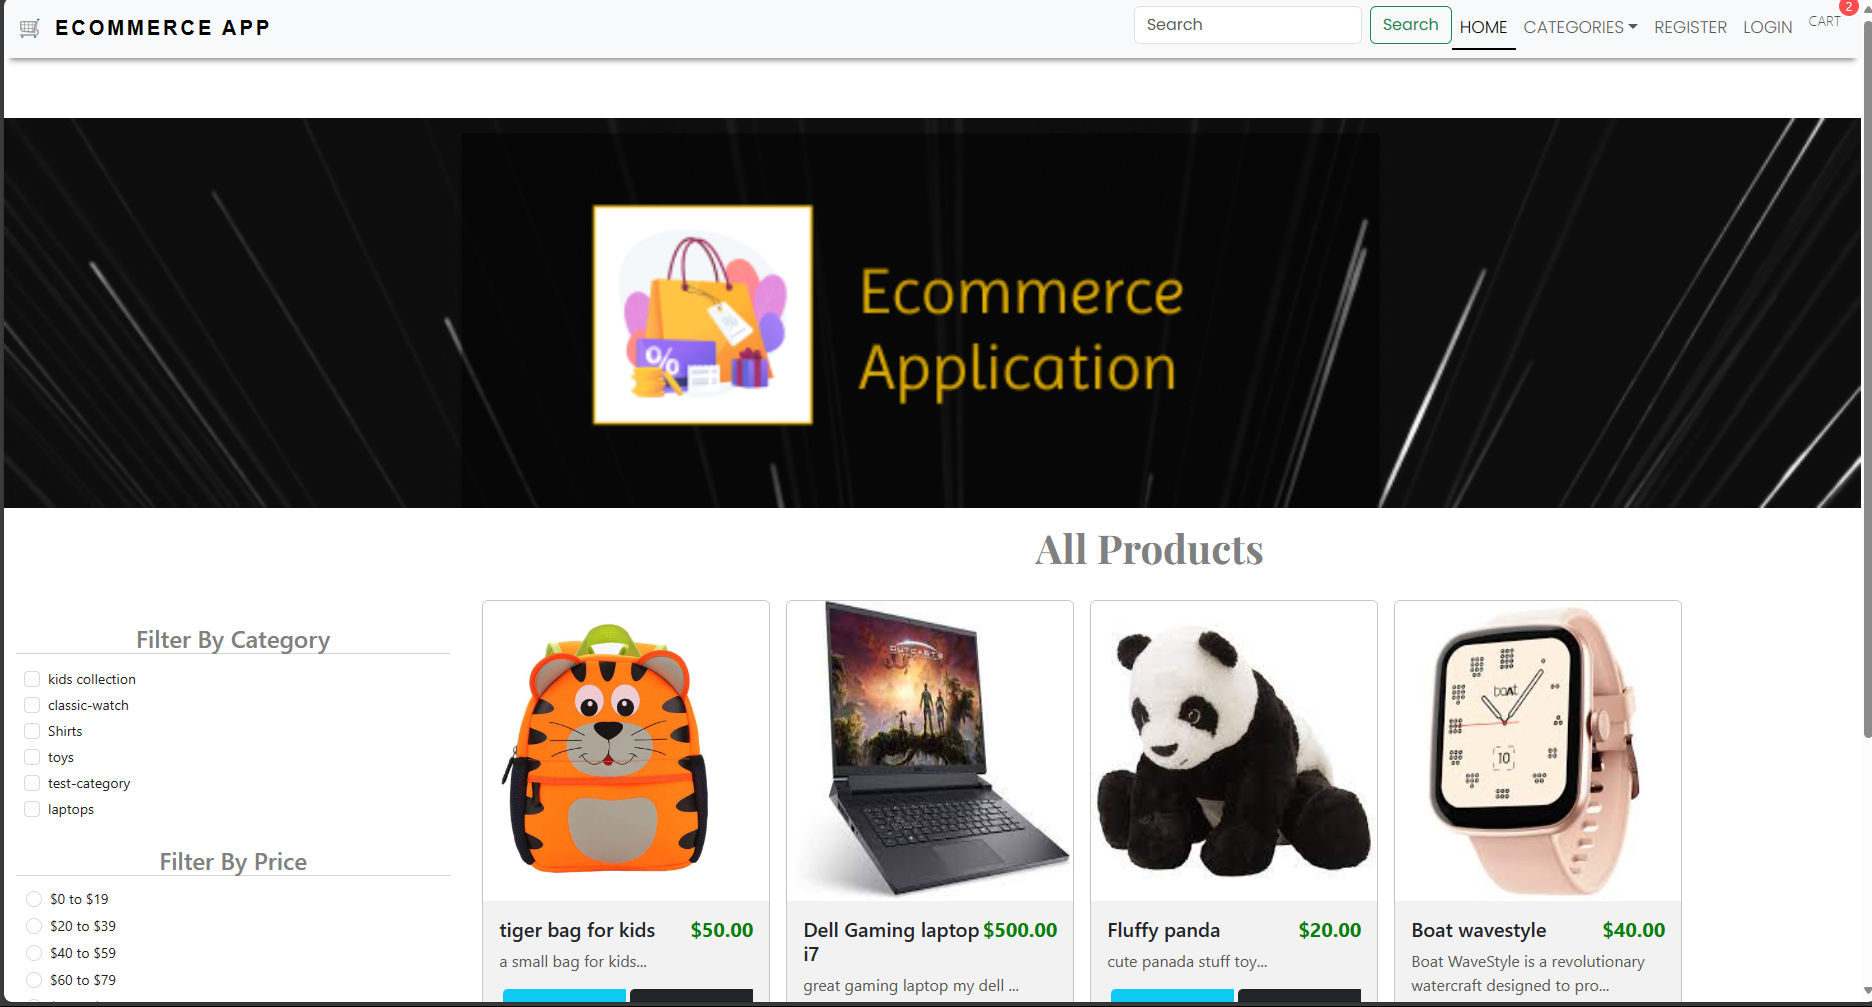 ECOMMERCE APP
Search
Search
HOME
CATEGORIES
REGISTER
LOGIN
CART
2
%
Ecommerce
Application
All Products
Filter By Category
kids collection
classic-watch
Shirts
toys
test-category
laptops
Filter By Price
$0 to $19
$20 to $39
$40 to $59
$60 to $79
OUTCAST
boAt
10
tiger bag for kids $50.00
a small bag for kids...
Dell Gaming laptop $500.00
i7
great gaming laptop my dell ...
Fluffy panda $20.00
cute panada stuff toy...
Boat wavestyle $40.00
Boat WaveStyle is a revolutionary
watercraft designed to pro...